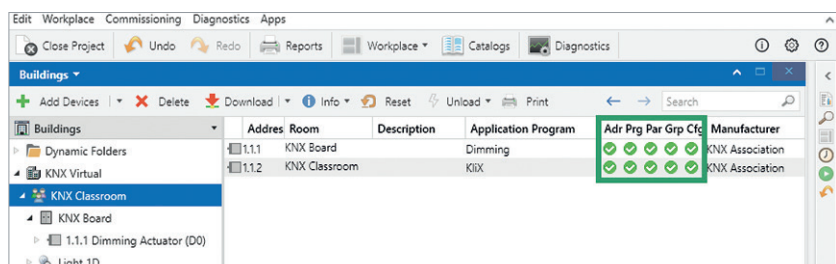 Edit Workplace Commissioning Diagnostics Apps
Close Project Undo Redo Reports Workplace Catalogs Diagnostics
Buildings
Add Devices Delete Download Info Reset Unload Print Search
Buildings Addres Room Description Application Program Adr Prg Par Grp Cfg Manufacturer
Dynamic Folders 1.1.1 KNX Board Dimming KNX Association
KNX Virtual 1.1.2 KNX Classroom KliX KNX Association
KNX Classroom
KNX Board
1.1.1 Dimming Actuator (D0)
Light 1D